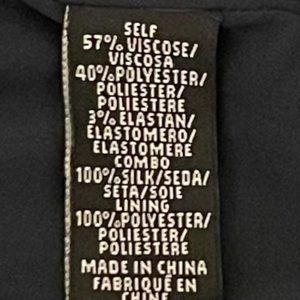 SELF
57% VISCOSE/
VISCOSA
40% POLYESTER/
POLIESTER/
POLIESTERE
3% ELASTAN/
ELASTOMERO/
ELASTOMERE
COMBO
100% SILK/SEDA/
SETA/SOIE
LINING
100% POLYESTER/
POLIESTER/
POLIESTERE
MADE IN CHINA
FABRIQUÉ EN
CHINE